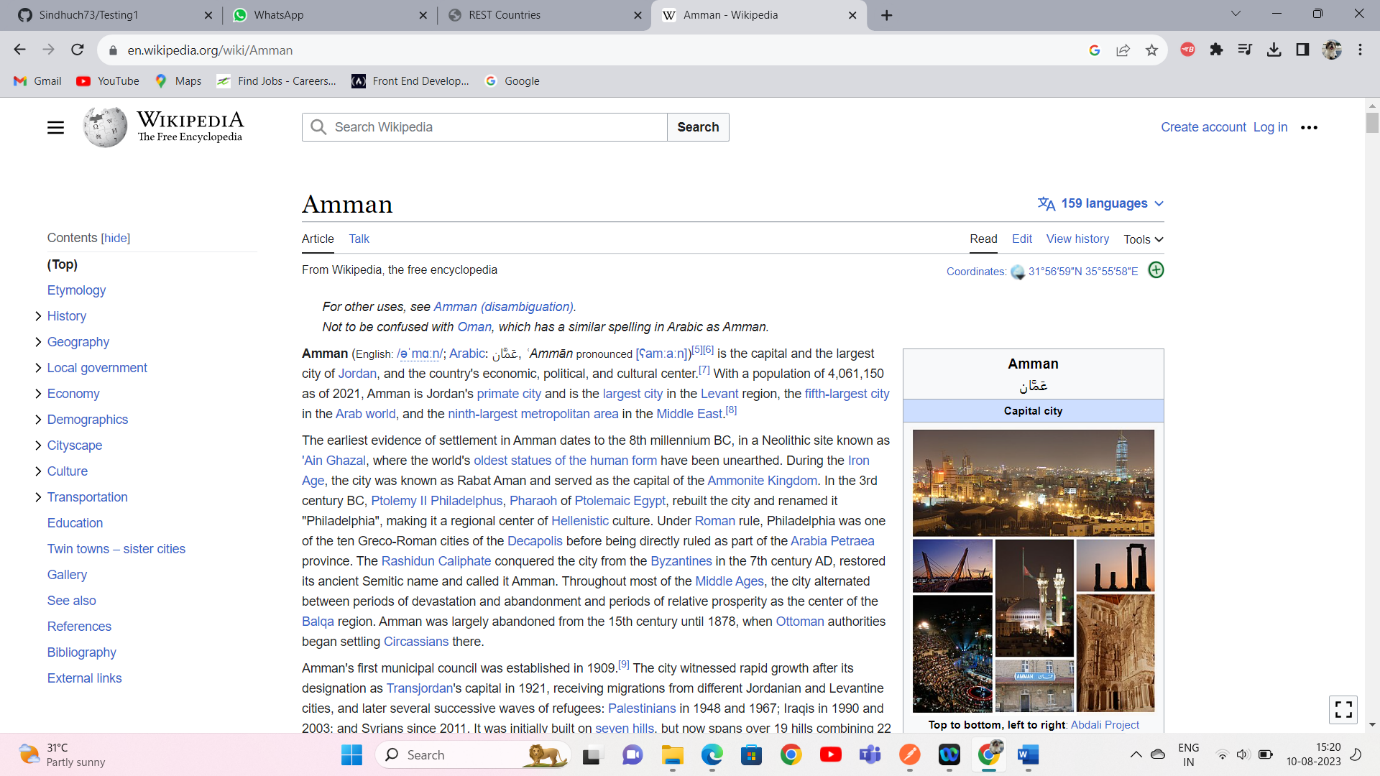 Sindhuch73/Testing1
WhatsApp
REST Countries
Amman - Wikipedia
en.wikipedia.org/wiki/Amman
Gmail
YouTube
Maps
Find Jobs - Careers...
Front End Develop...
Google
WIKIPEDIA
The Free Encyclopedia
Search Wikipedia
Search
Create account
Log in
Contents [hide]
(Top)
Etymology
History
Geography
Local government
Economy
Demographics
Cityscape
Culture
Transportation
Education
Twin towns – sister cities
Gallery
See also
References
Bibliography
External links
Amman
159 languages
Article
Talk
Read
Edit
View history
Tools
From Wikipedia, the free encyclopedia
Coordinates: 31°56′59″N 35°55′58″E
For other uses, see Amman (disambiguation).
Not to be confused with Oman, which has a similar spelling in Arabic as Amman.
Amman (English: /əˈmɑːn/; Arabic: عَمَّان, ʿAmmān pronounced [ʕamːaːn])[5][6] is the capital and the largest
city of Jordan, and the country's economic, political, and cultural center.[7] With a population of 4,061,150
as of 2021, Amman is Jordan's primate city and is the largest city in the Levant region, the fifth-largest city
in the Arab world, and the ninth-largest metropolitan area in the Middle East.[8]
The earliest evidence of settlement in Amman dates to the 8th millennium BC, in a Neolithic site known as
'Ain Ghazal, where the world's oldest statues of the human form have been unearthed. During the Iron
Age, the city was known as Rabat Aman and served as the capital of the Ammonite Kingdom. In the 3rd
century BC, Ptolemy II Philadelphus, Pharaoh of Ptolemaic Egypt, rebuilt the city and renamed it
"Philadelphia", making it a regional center of Hellenistic culture. Under Roman rule, Philadelphia was one
of the ten Greco-Roman cities of the Decapolis before being directly ruled as part of the Arabia Petraea
province. The Rashidun Caliphate conquered the city from the Byzantines in the 7th century AD, restored
its ancient Semitic name and called it Amman. Throughout most of the Middle Ages, the city alternated
between periods of devastation and abandonment and periods of relative prosperity as the center of the
Balqa region. Amman was largely abandoned from the 15th century until 1878, when Ottoman authorities
began settling Circassians there.
Amman's first municipal council was established in 1909.[9] The city witnessed rapid growth after its
designation as Transjordan's capital in 1921, receiving migrations from different Jordanian and Levantine
cities, and later several successive waves of refugees: Palestinians in 1948 and 1967; Iraqis in 1990 and
2003; and Syrians since 2011. It was initially built on seven hills, but now spans over 19 hills combining 22
Amman
عَمَّان
Capital city
Top to bottom, left to right: Abdali Project
31°C
Partly sunny
Search
ENG
IN
15:20
10-08-2023